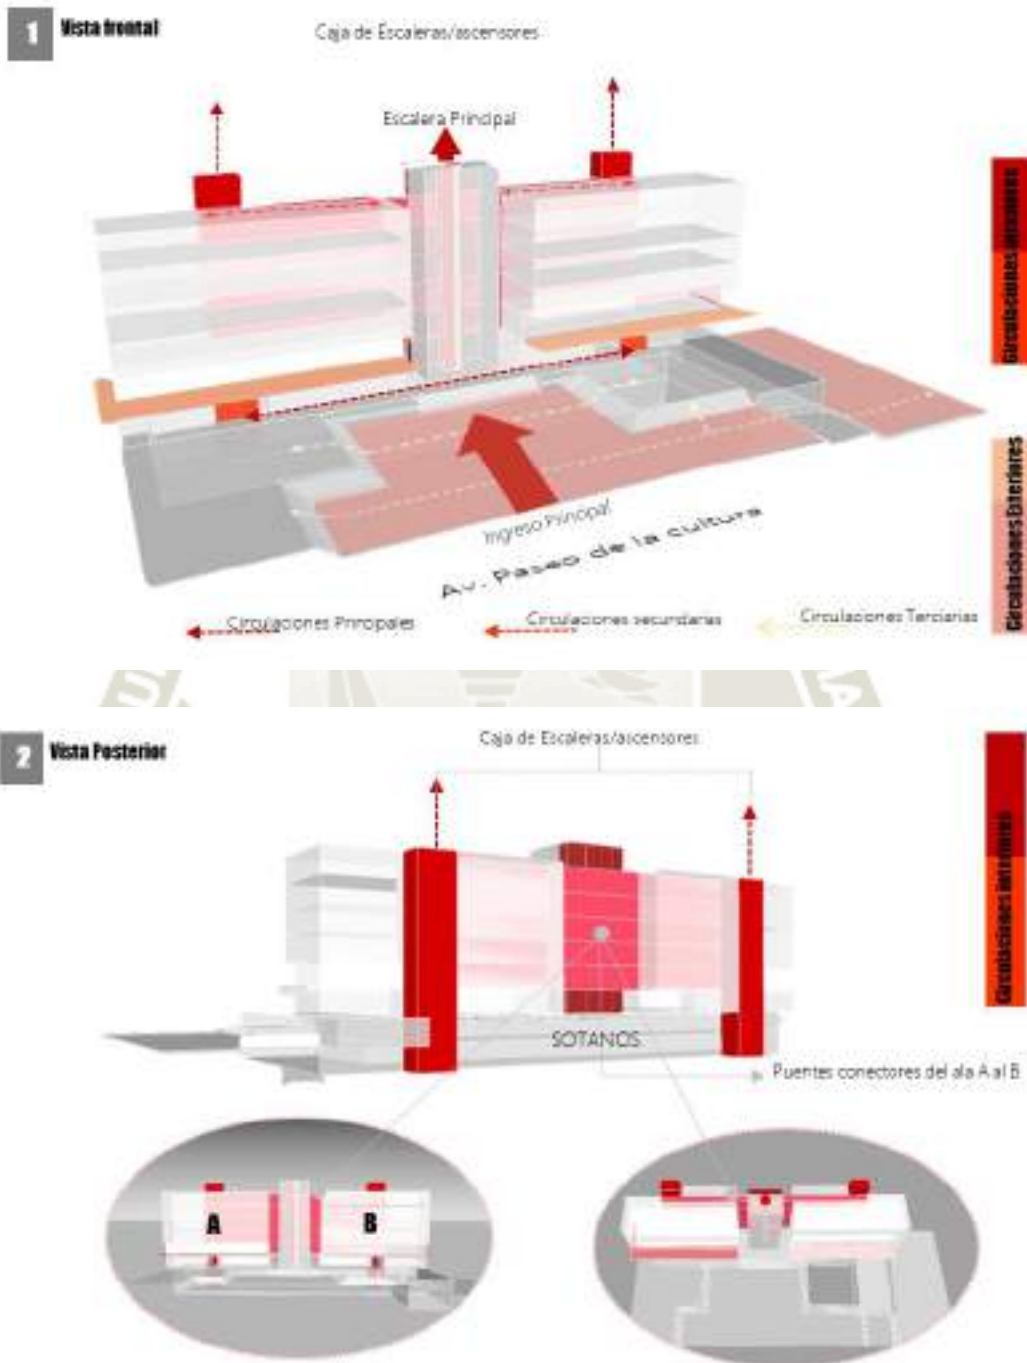 1 Vista frontal
Caja de Escaleras/ascensores
Escalera Principal
Circulaciones internas
Ingreso Principal
Av. Paseo de la cultura
Circulaciones Exteriores
Circulaciones Principales
Circulaciones secundarias
Circulaciones Terciarias
2 Vista Posterior
Caja de Escaleras/ascensores
Circulaciones internas
SOTANOS
Puentes conectores del ala A al B
A
B